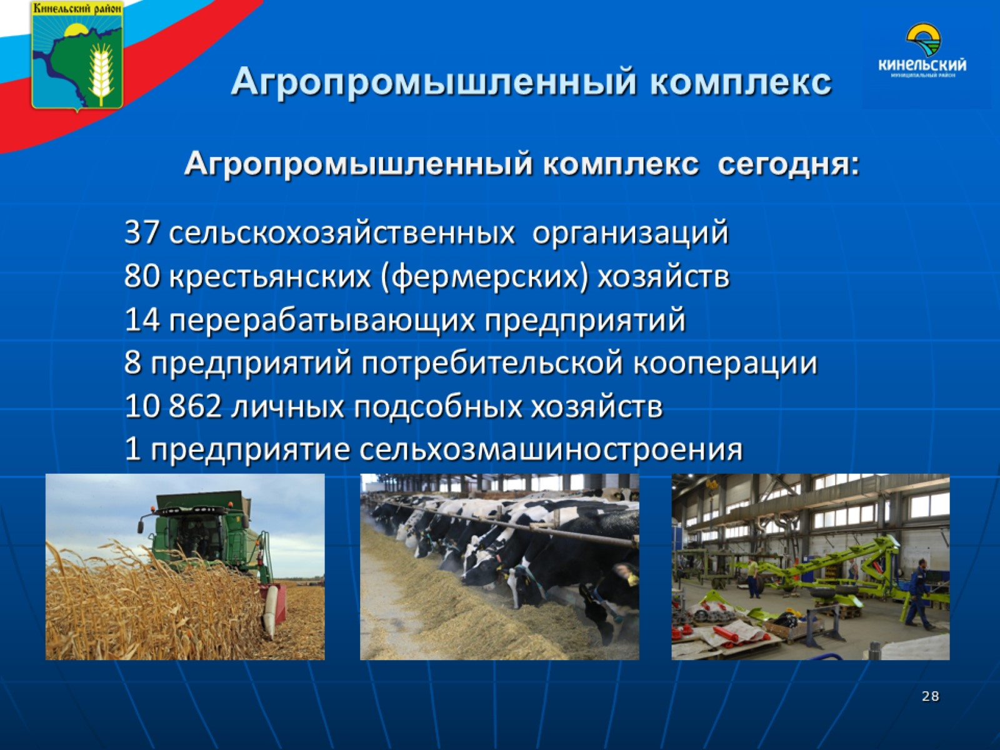 Кинельский район
КИНЕЛЬСКИЙ
МУНИЦИПАЛЬНЫЙ РАЙОН
Агропромышленный комплекс
Агропромышленный комплекс сегодня:
37 сельскохозяйственных организаций
80 крестьянских (фермерских) хозяйств
14 перерабатывающих предприятий
8 предприятий потребительской кооперации
10 862 личных подсобных хозяйств
1 предприятие сельхозмашиностроения
28